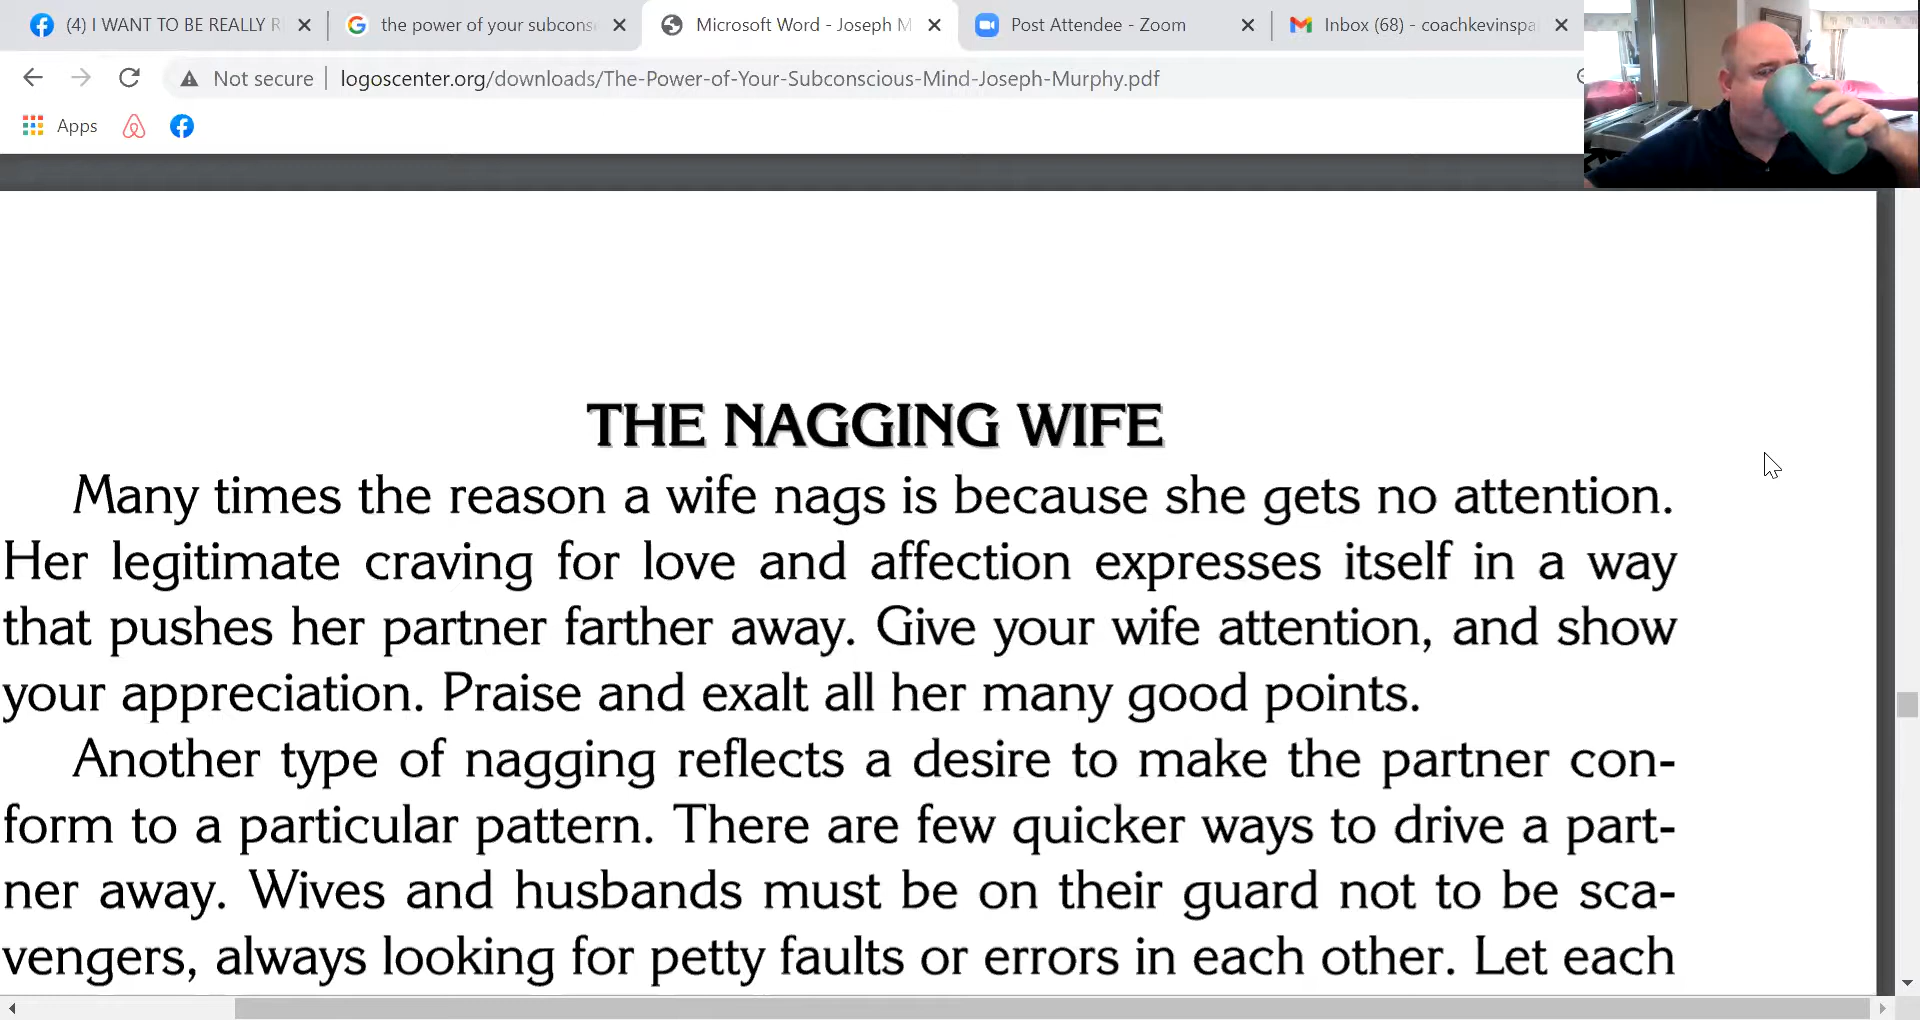 (4) I WANT TO BE REALLY R
the power of your subcons
Microsoft Word - Joseph M
Post Attendee - Zoom
Inbox (68) - coachkevinspa
Not secure
logoscenter.org/downloads/The-Power-of-Your-Subconscious-Mind-Joseph-Murphy.pdf
Apps
THE NAGGING WIFE
Many times the reason a wife nags is because she gets no attention.
Her legitimate craving for love and affection expresses itself in a way
that pushes her partner farther away. Give your wife attention, and show
your appreciation. Praise and exalt all her many good points.
Another type of nagging reflects a desire to make the partner con-
form to a particular pattern. There are few quicker ways to drive a part-
ner away. Wives and husbands must be on their guard not to be sca-
vengers, always looking for petty faults or errors in each other. Let each